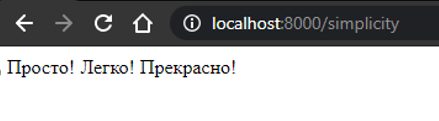 localhost:8000/simplicity
Просто! Легко! Прекрасно!